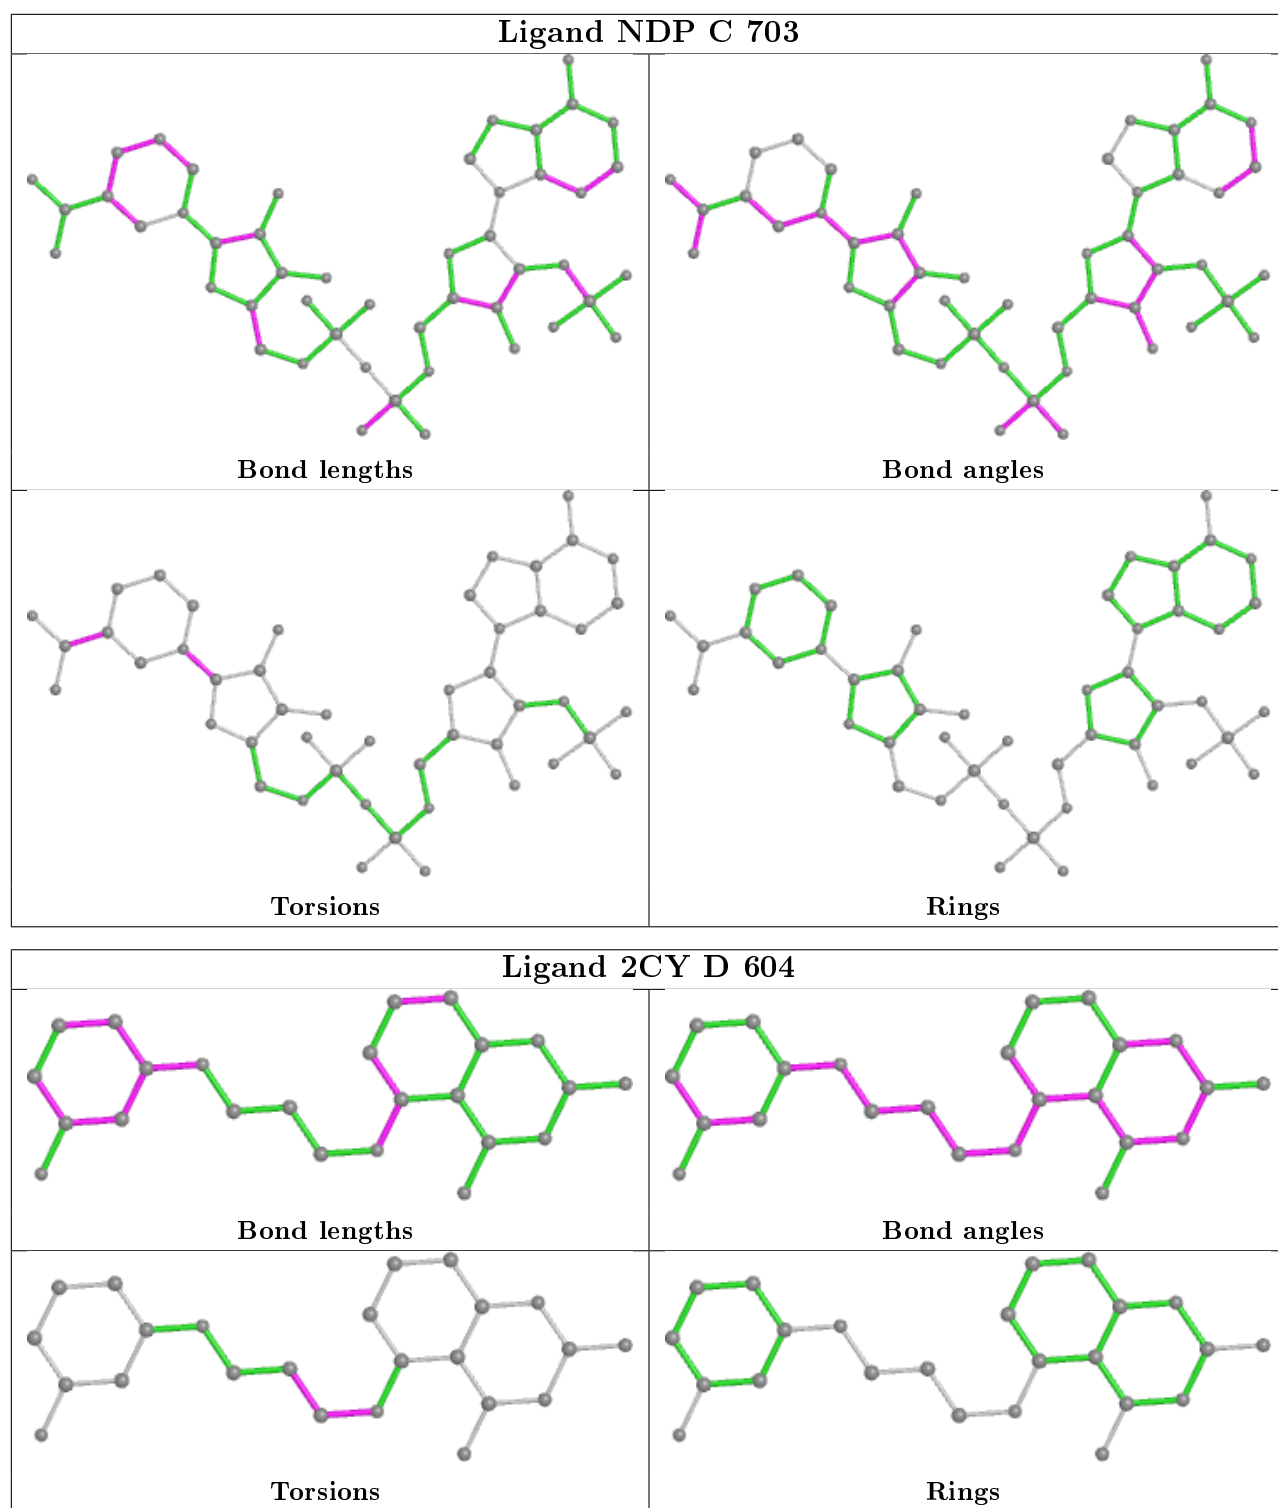 Ligand NDP C 703
Bond lengths
Bond angles
Torsions
Rings
Ligand 2CY D 604
Bond lengths
Bond angles
Torsions
Rings